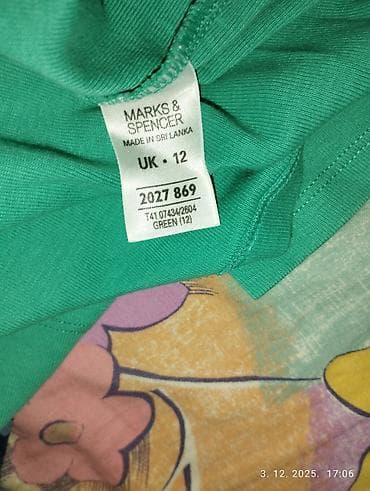 MARKS &
SPENCER
MADE IN SRI LANKA
UK • 12
2027 869
T41 07434/2604
GREEN (12)
3. 12. 2025. 17:06